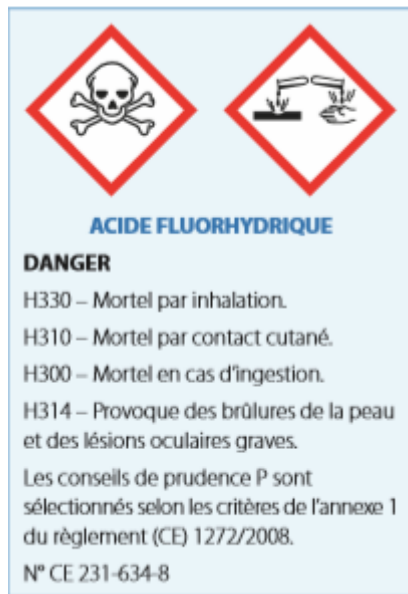 ACIDE FLUORHYDRIQUE
DANGER
H330 – Mortel par inhalation.
H310 – Mortel par contact cutané.
H300 – Mortel en cas d’ingestion.
H314 – Provoque des brûlures de la peau
et des lésions oculaires graves.
Les conseils de prudence P sont
sélectionnés selon les critères de l’annexe 1
du règlement (CE) 1272/2008.
N° CE 231-634-8